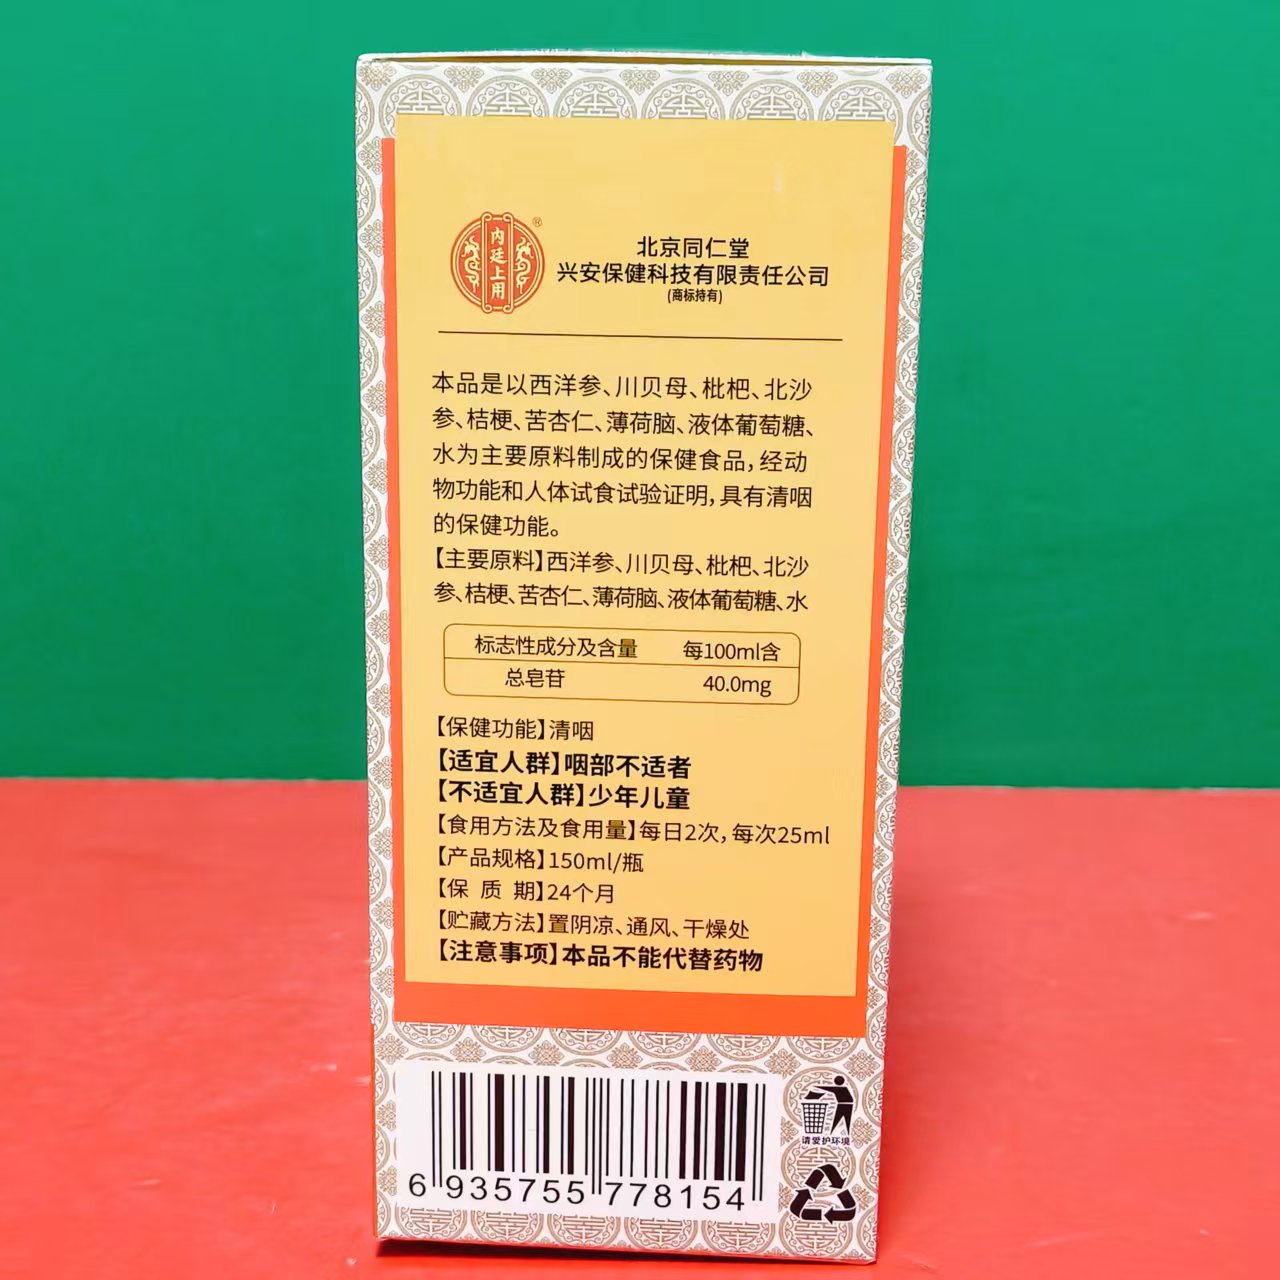 内廷上用
®
北京同仁堂
兴安保健科技有限责任公司
(商标持有)
本品是以西洋参、川贝母、枇杷、北沙
参、桔梗、苦杏仁、薄荷脑、液体葡萄糖、
水为主要原料制成的保健食品,经动
物功能和人体试食试验证明,具有清咽
的保健功能。
【主要原料】西洋参、川贝母、枇杷、北沙
参、桔梗、苦杏仁、薄荷脑、液体葡萄糖、水
标志性成分及含量 每100ml含
总皂苷 40.0mg
【保健功能】清咽
【适宜人群】咽部不适者
【不适宜人群】少年儿童
【食用方法及食用量】每日2次,每次25ml
【产品规格】150ml/瓶
【保 质 期】24个月
【贮藏方法】置阴凉、通风、干燥处
【注意事项】本品不能代替药物
6 935755 778154
请爱护环境